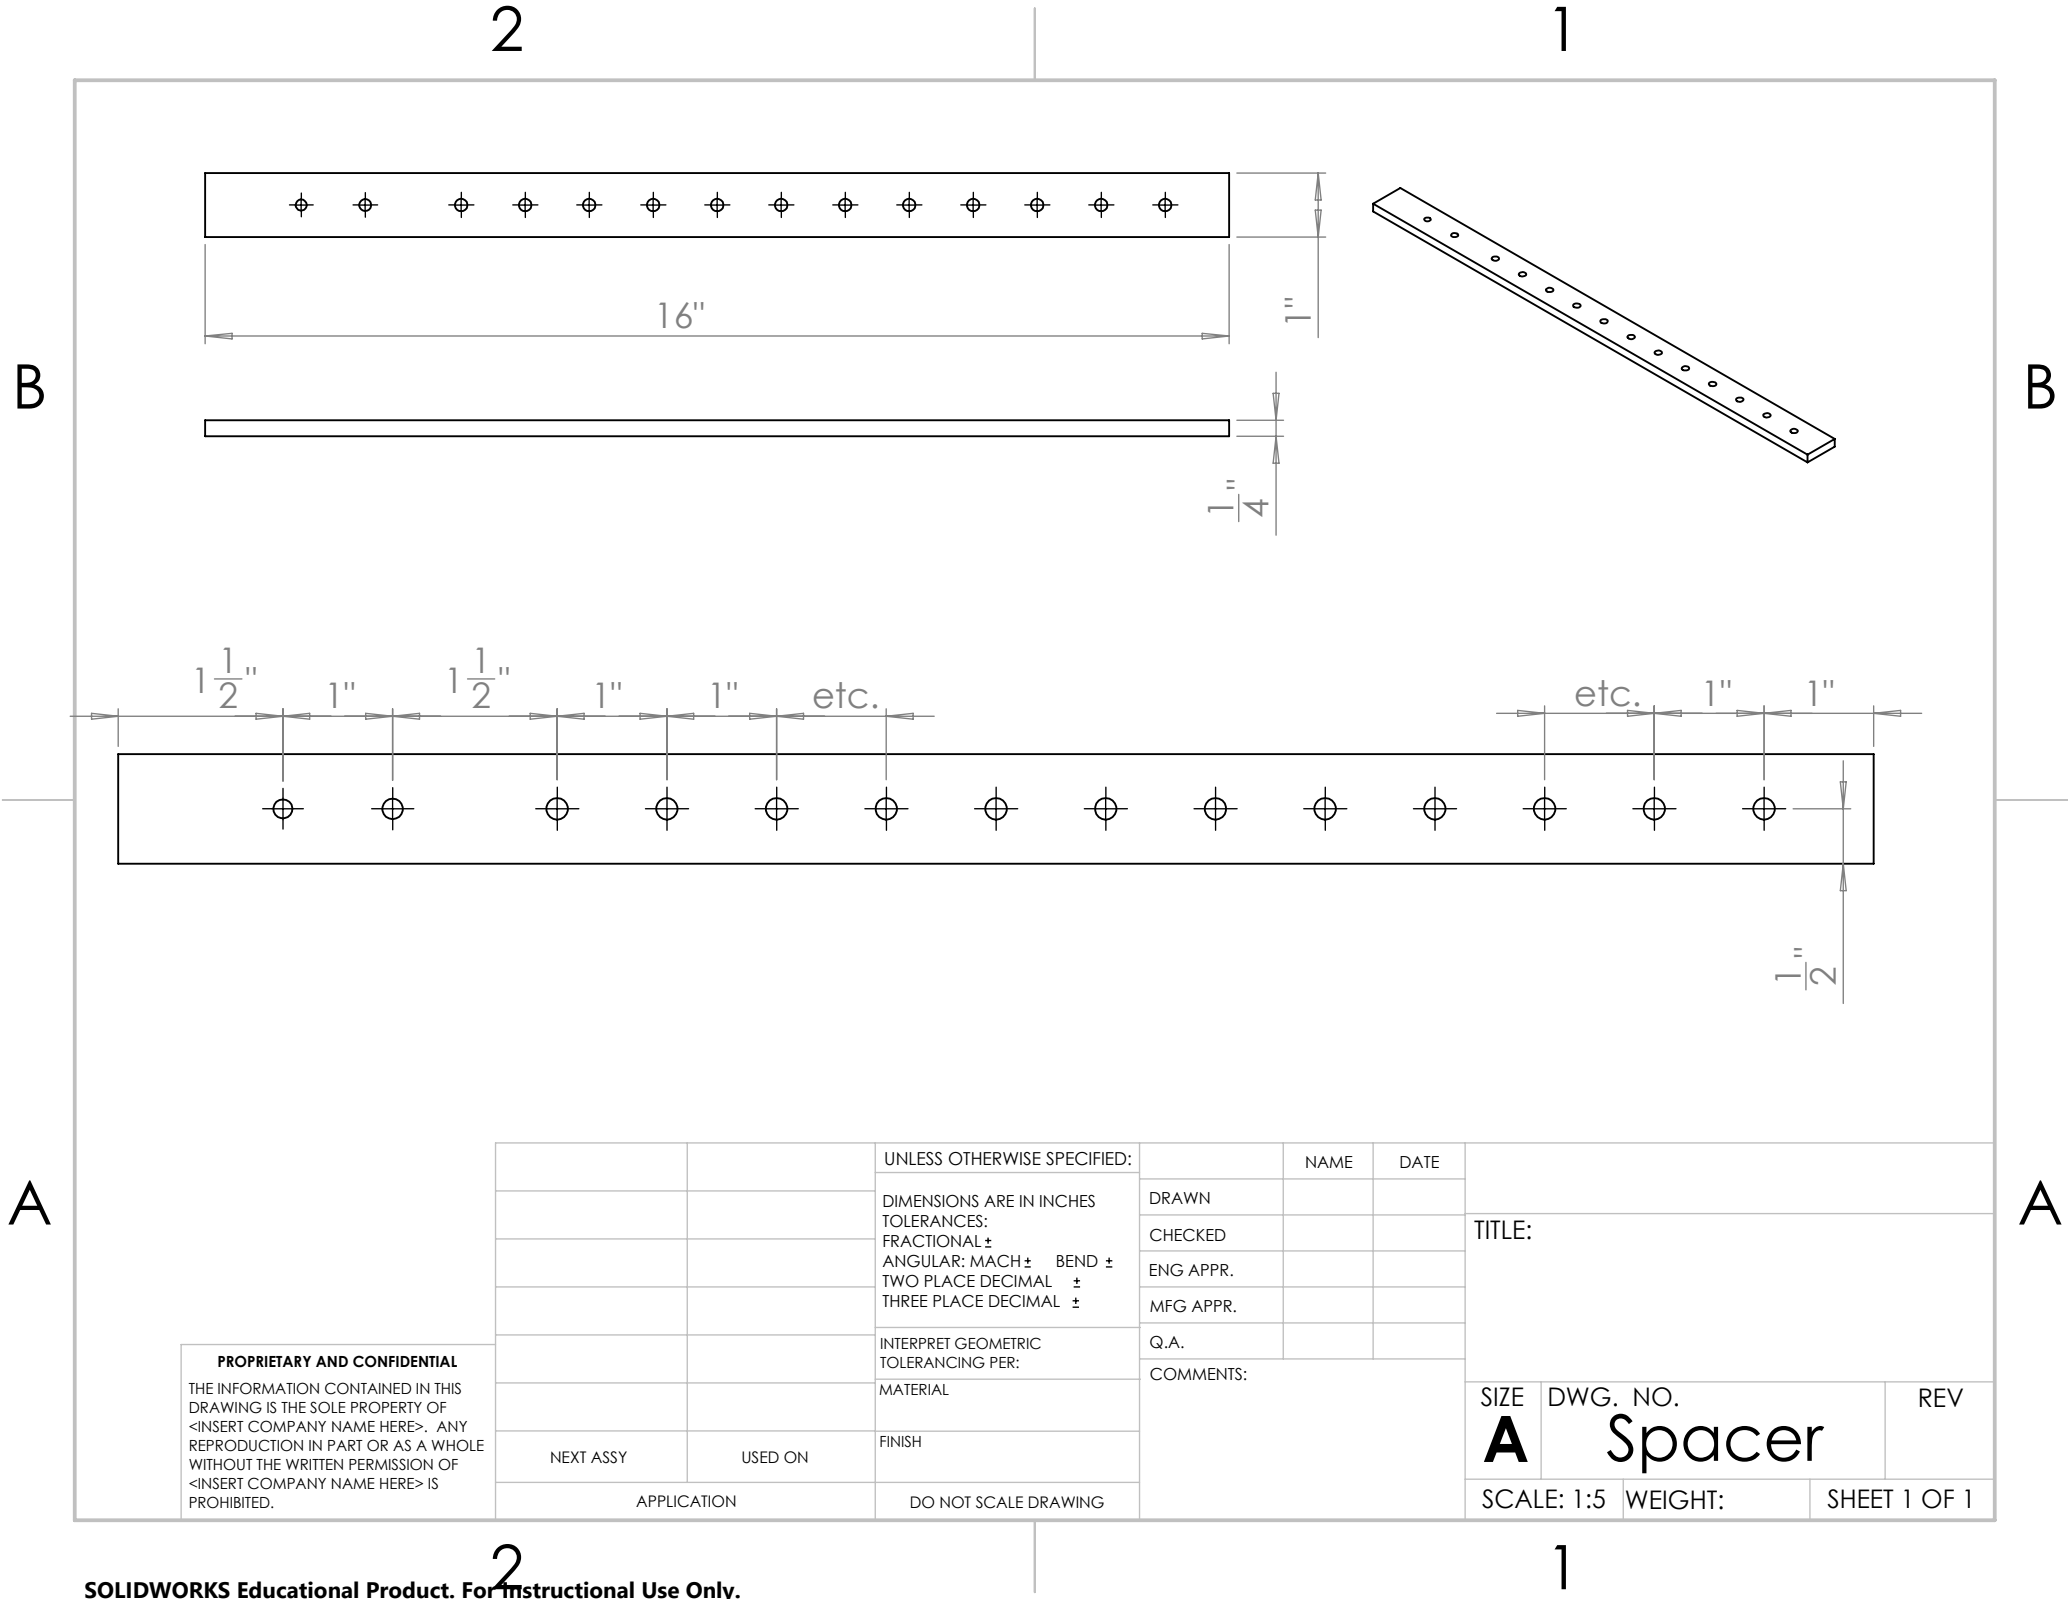 2 1
16"
1"
B B
1/4"
1 1/2" 1" 1 1/2" 1" 1" etc. etc. 1" 1"
1/2"
A A
UNLESS OTHERWISE SPECIFIED:
DIMENSIONS ARE IN INCHES
TOLERANCES:
FRACTIONAL ±
ANGULAR: MACH ± BEND ±
TWO PLACE DECIMAL ±
THREE PLACE DECIMAL ±
INTERPRET GEOMETRIC
TOLERANCING PER:
MATERIAL
FINISH
DO NOT SCALE DRAWING
NAME DATE
DRAWN
CHECKED
ENG APPR.
MFG APPR.
Q.A.
COMMENTS:
TITLE:
SIZE DWG. NO. REV
A Spacer
SCALE: 1:5 WEIGHT: SHEET 1 OF 1
PROPRIETARY AND CONFIDENTIAL
THE INFORMATION CONTAINED IN THIS
DRAWING IS THE SOLE PROPERTY OF
<INSERT COMPANY NAME HERE>. ANY
REPRODUCTION IN PART OR AS A WHOLE
WITHOUT THE WRITTEN PERMISSION OF
<INSERT COMPANY NAME HERE> IS
PROHIBITED.
NEXT ASSY USED ON
APPLICATION
2 1
SOLIDWORKS Educational Product. For Instructional Use Only.